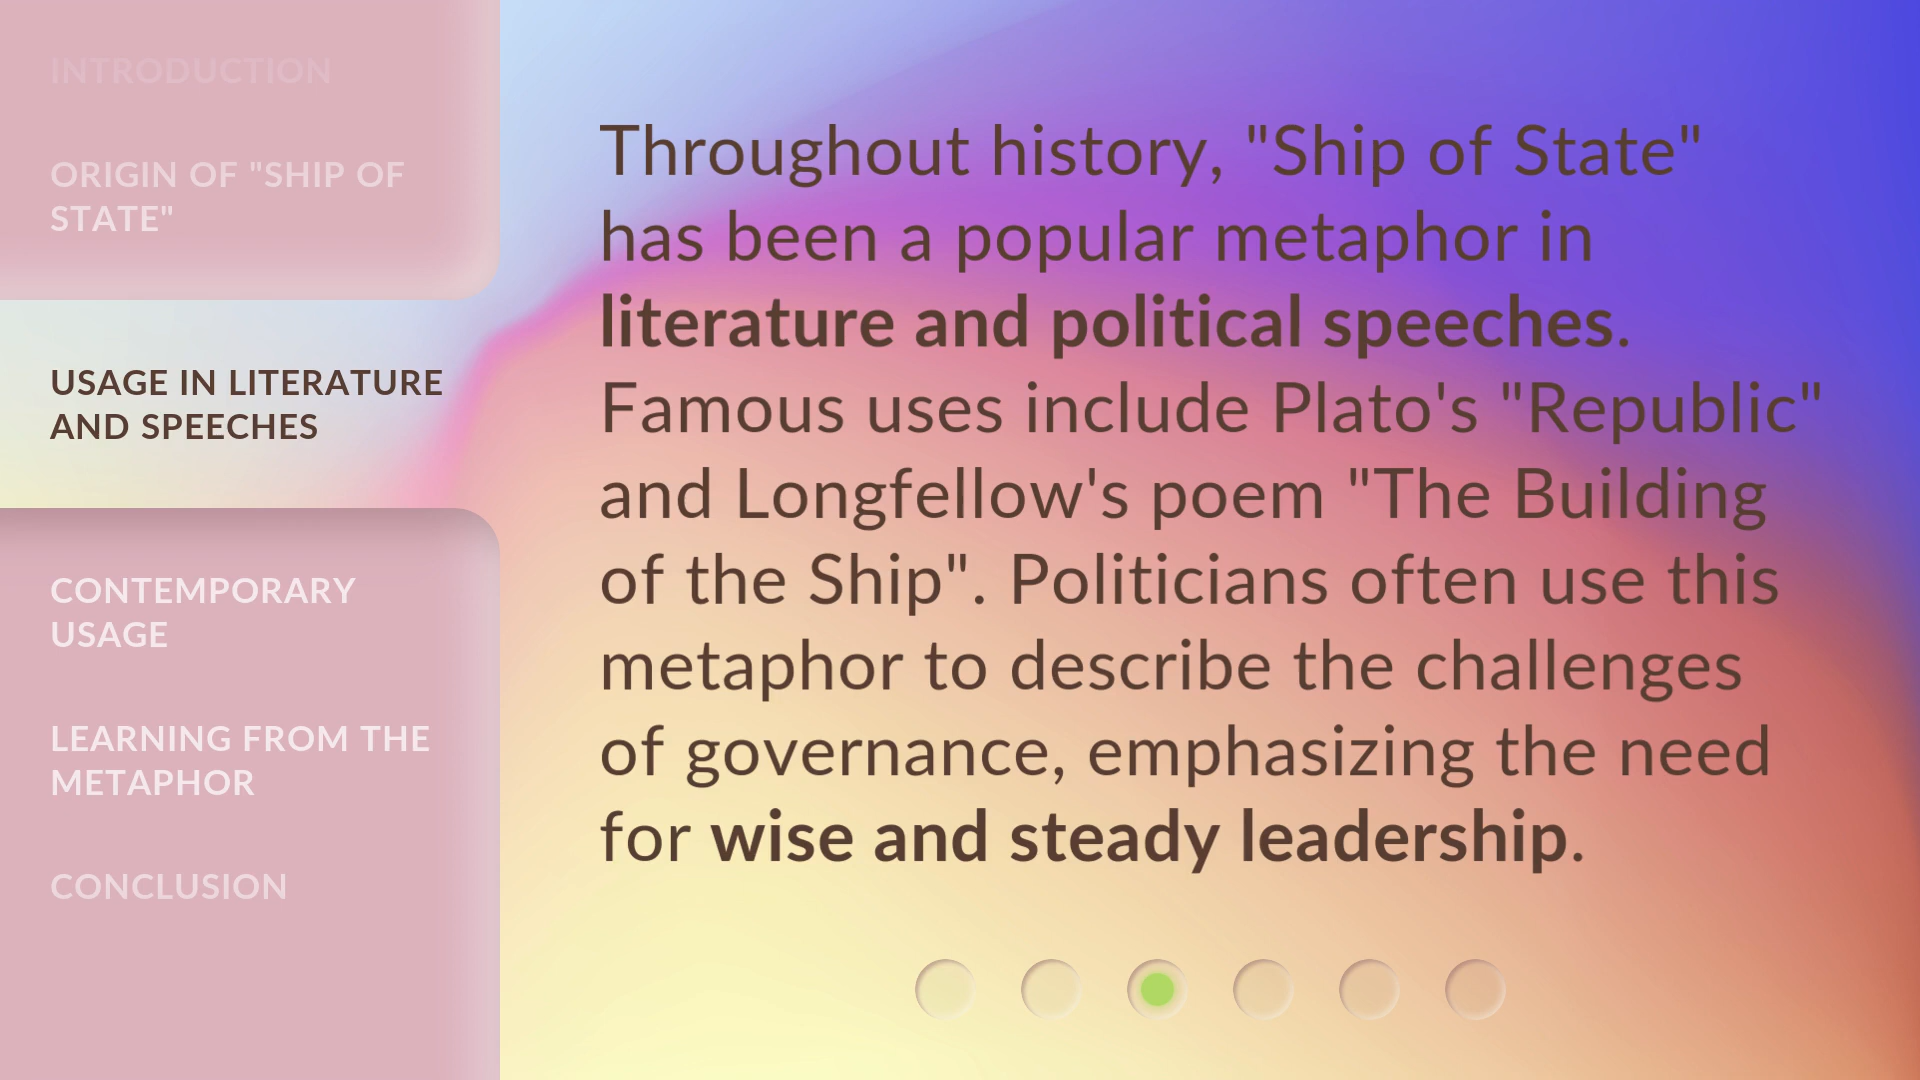 INTRODUCTION
ORIGIN OF "SHIP OF
STATE"
USAGE IN LITERATURE
AND SPEECHES
CONTEMPORARY
USAGE
LEARNING FROM THE
METAPHOR
CONCLUSION
Throughout history, "Ship of State"
has been a popular metaphor in
literature and political speeches.
Famous uses include Plato's "Republic"
and Longfellow's poem "The Building
of the Ship". Politicians often use this
metaphor to describe the challenges
of governance, emphasizing the need
for wise and steady leadership.